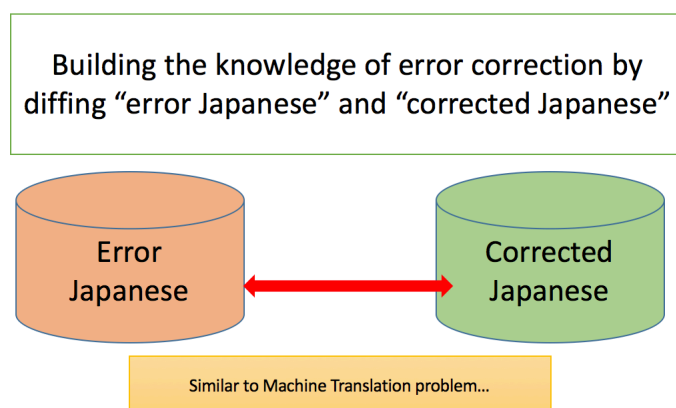 Building the knowledge of error correction by
diffing “error Japanese” and “corrected Japanese”
Error
Japanese
Corrected
Japanese
Similar to Machine Translation problem...